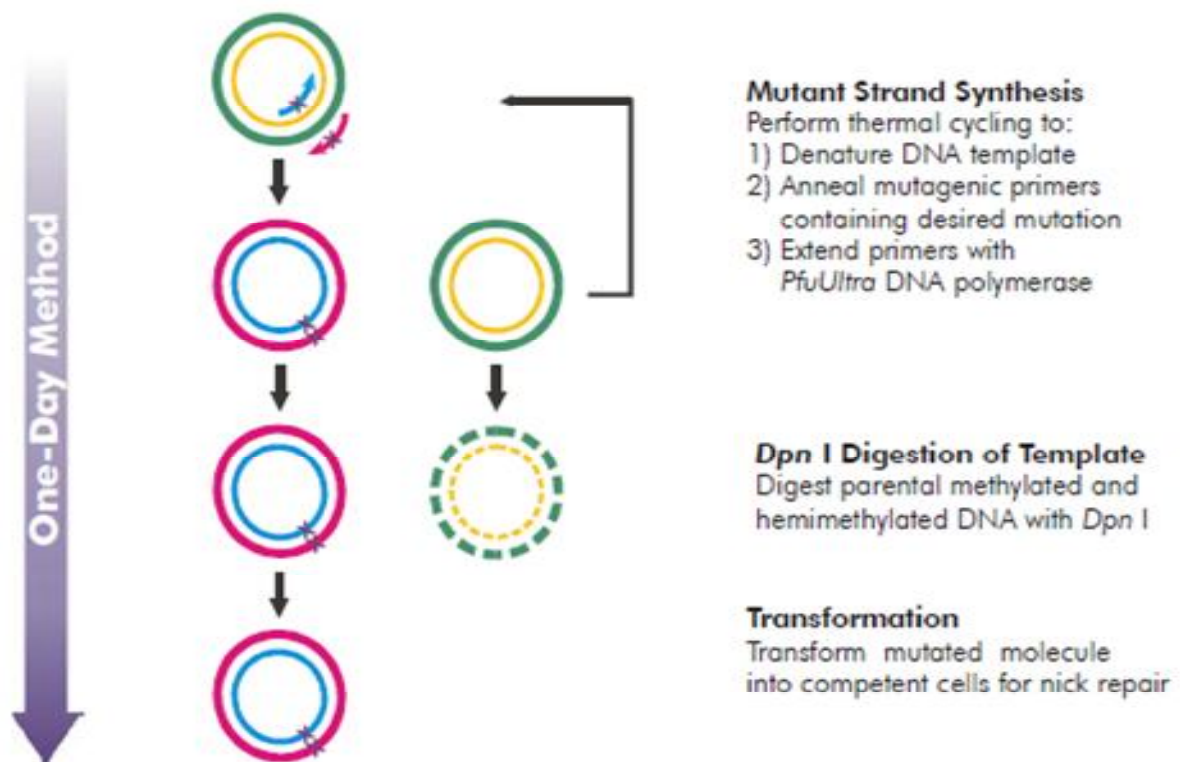 One-Day Method
Mutant Strand Synthesis
Perform thermal cycling to:
1) Denature DNA template
2) Anneal mutagenic primers
containing desired mutation
3) Extend primers with
PfuUltra DNA polymerase
Dpn I Digestion of Template
Digest parental methylated and
hemimethylated DNA with Dpn I
Transformation
Transform mutated molecule
into competent cells for nick repair